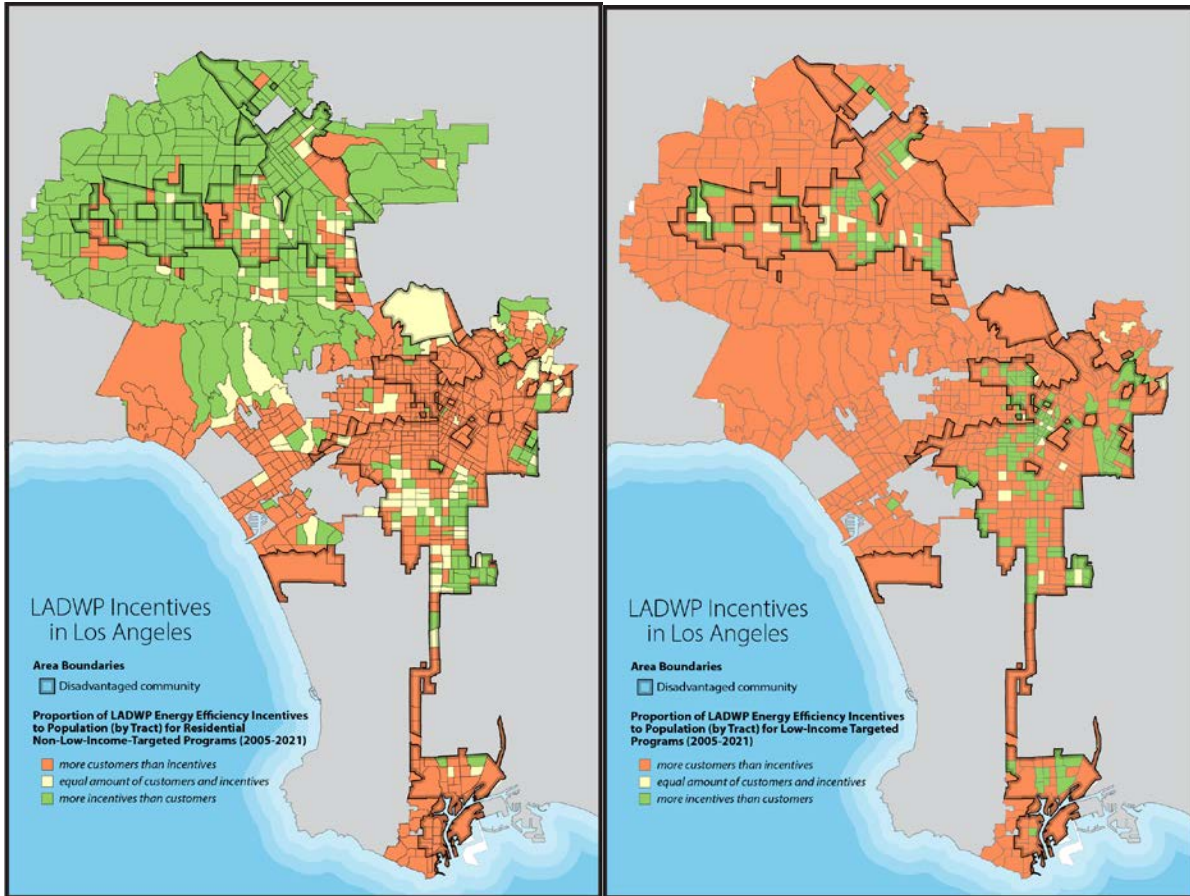 LADWP Incentives
in Los Angeles
Area Boundaries
Disadvantaged community
Proportion of LADWP Energy Efficiency Incentives
to Population (by Tract) for Residential
Non-Low-Income-Targeted Programs (2005-2021)
more customers than incentives
equal amount of customers and incentives
more incentives than customers
LADWP Incentives
in Los Angeles
Area Boundaries
Disadvantaged community
Proportion of LADWP Energy Efficiency Incentives
to Population (by Tract) for Low-Income Targeted
Programs (2005-2021)
more customers than incentives
equal amount of customers and incentives
more incentives than customers